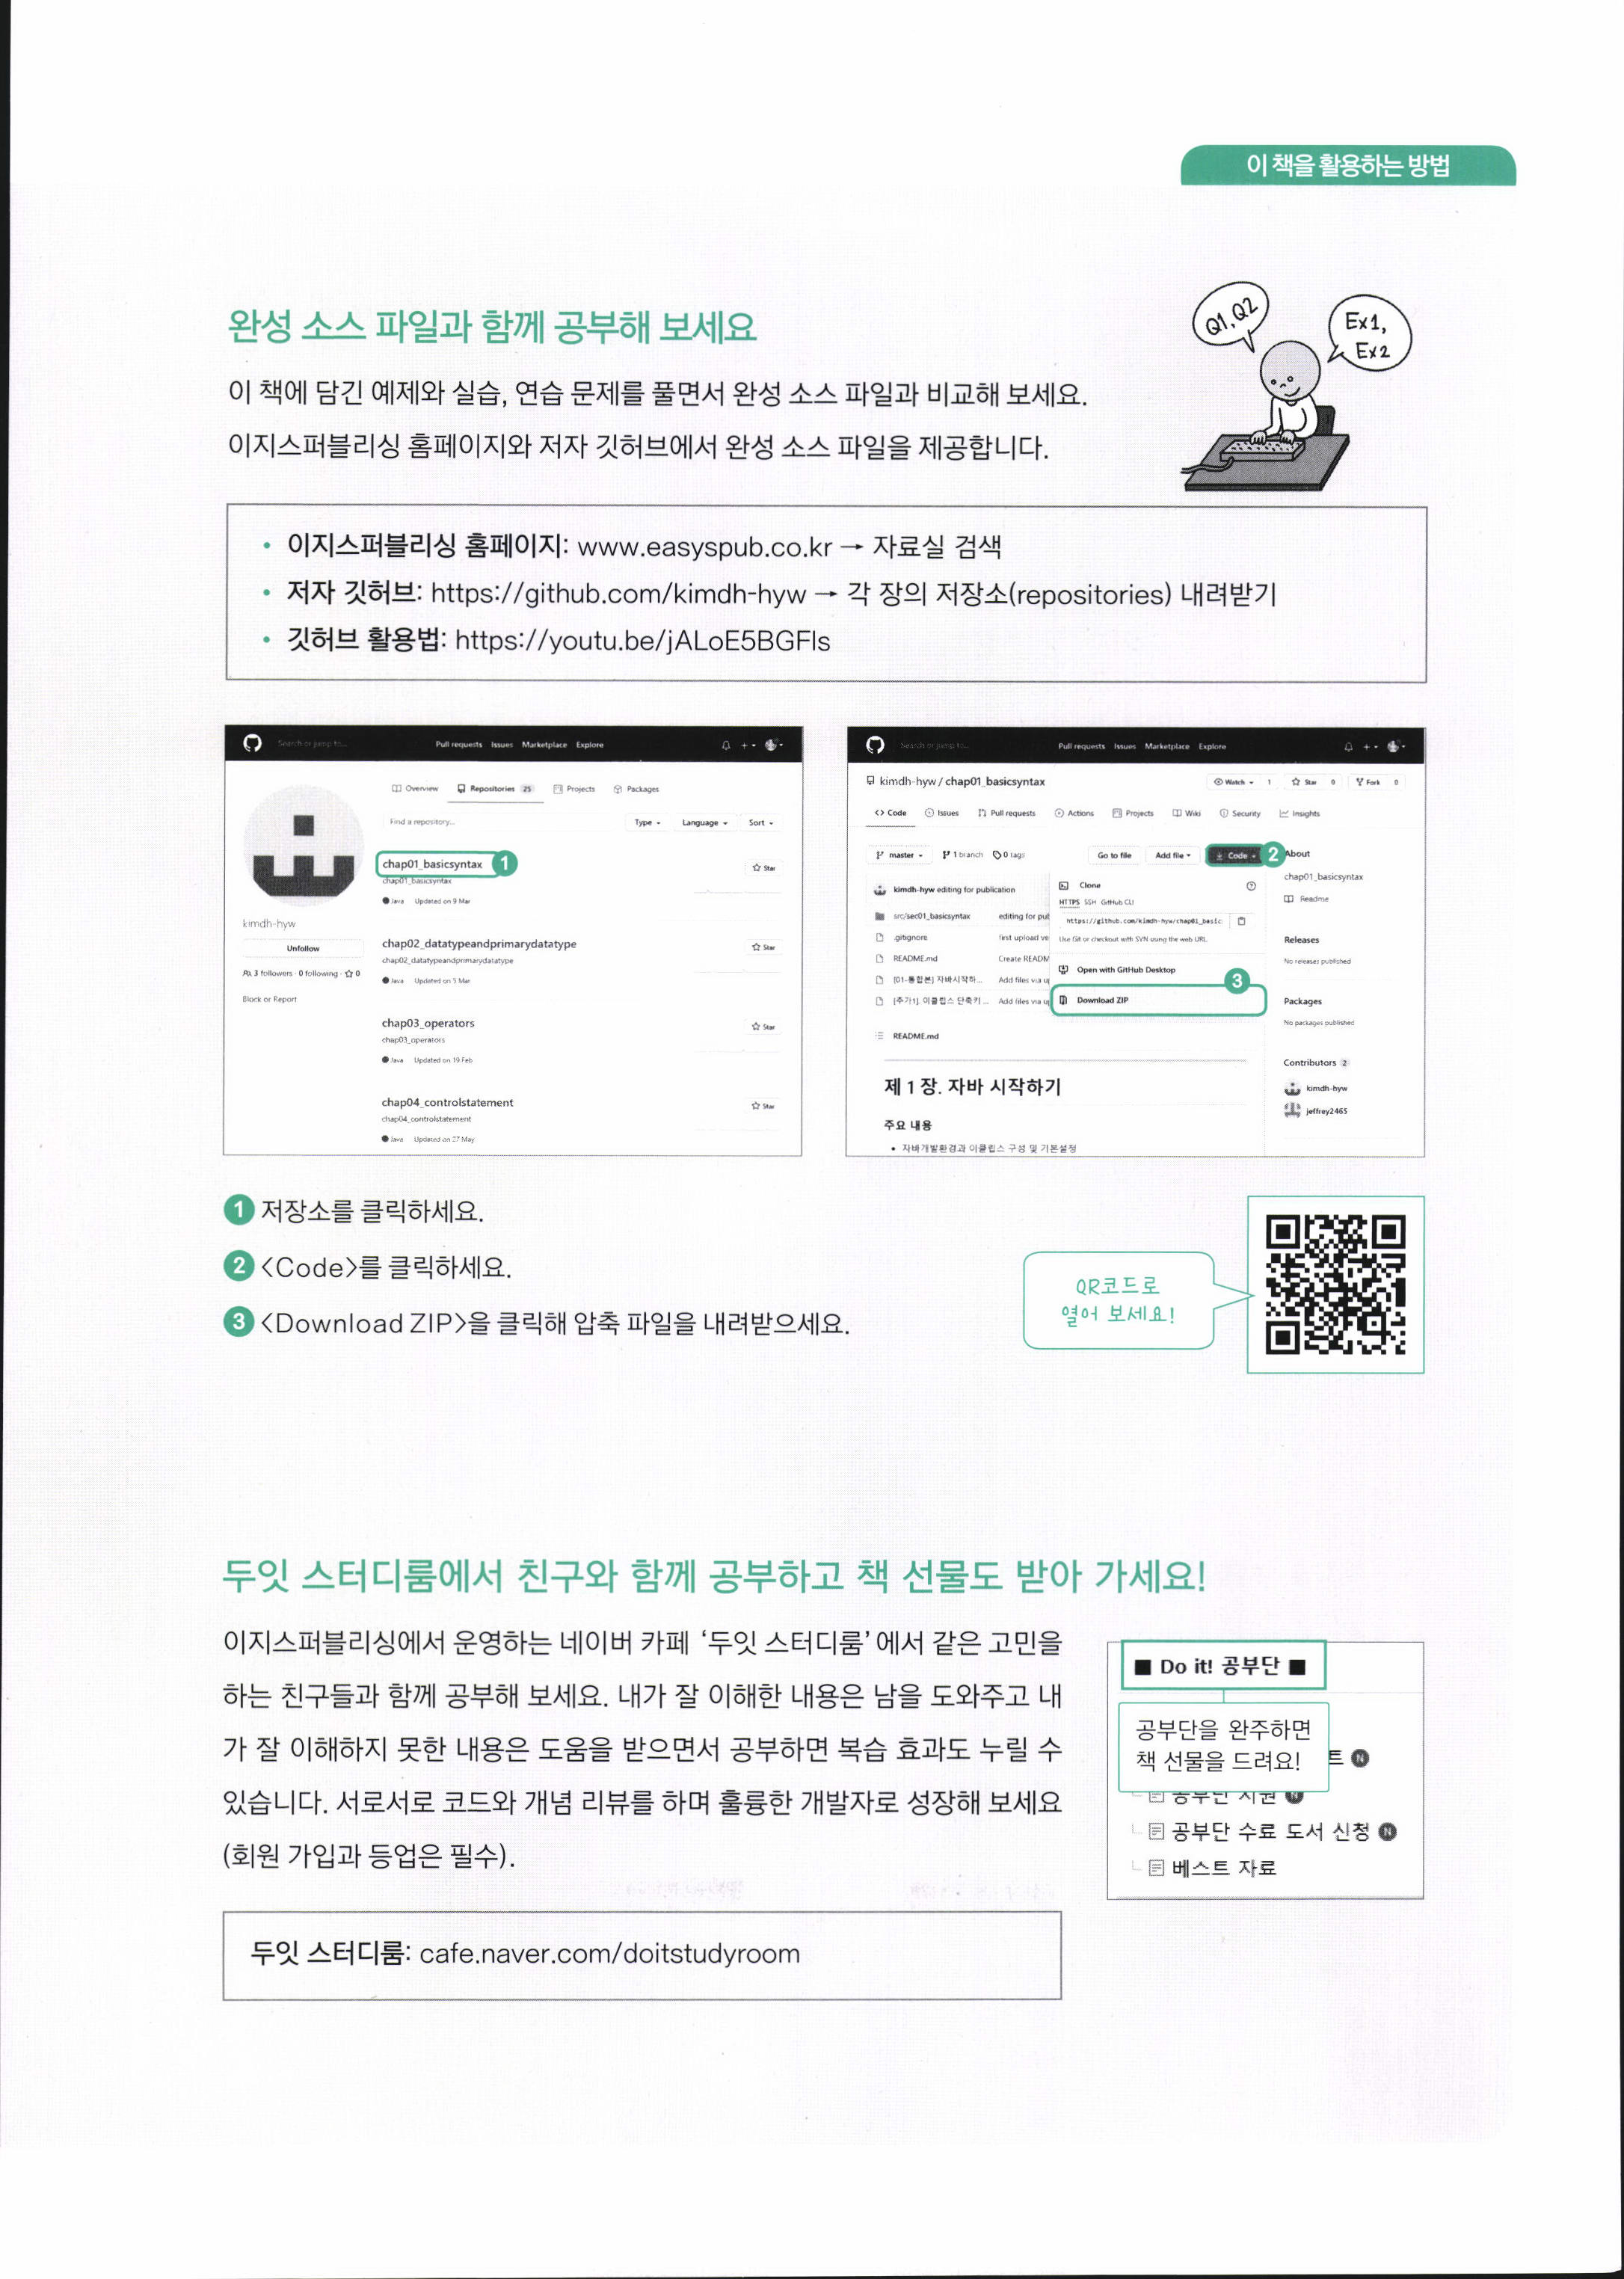 이 책을 활용하는 방법
완성 소스 파일과 함께 공부해 보세요
Q1, Q2
Ex1,
Ex2
이 책에 담긴 예제와 실습, 연습 문제를 풀면서 완성 소스 파일과 비교해 보세요.
이지스퍼블리싱 홈페이지와 저자 깃허브에서 완성 소스 파일을 제공합니다.
• 이지스퍼블리싱 홈페이지: www.easyspub.co.kr → 자료실 검색
• 저자 깃허브: https://github.com/kimdh-hyw → 각 장의 저장소(repositories) 내려받기
• 깃허브 활용법: https://youtu.be/jALoE5BGFIs
Search or jump to...
Pull requests Issues Marketplace Explore
Overview Repositories 25 Projects Packages
Find a repository...
Type Language Sort
chap01_basicsyntax 1
Star
chap01_basicsyntax
Java Updated on 9 Mar
kimdh-hyw
Unfollow
3 followers · 0 following · 0
Block or Report
chap02_datatypeandprimarydatatype
Star
chap02_datatypeandprimarydatatype
Java Updated on 5 Mar
chap03_operators
Star
chap03_operators
Java Updated on 19 Feb
chap04_controlstatement
Star
chap04_controlstatement
Java Updated on 27 May
Search or jump to...
Pull requests Issues Marketplace Explore
kimdh-hyw / chap01_basicsyntax
Watch 1 Star 0 Fork 0
Code Issues Pull requests Actions Projects Wiki Security Insights
master 1 branch 0 tags
Go to file Add file Code 2
kimdh-hyw editing for publication
src/sec01_basicsyntax editing for pub
.gitignore first upload ve
README.md Create READM
[01-통합본] 자바시작하... Add files via up
[추가1]. 이클립스 단축키 ... Add files via up
Clone
HTTPS SSH GitHub CLI
https://github.com/kimdh-hyw/chap01_basic
Use Git or checkout with SVN using the web URL.
Open with GitHub Desktop
3
Download ZIP
README.md
제 1 장. 자바 시작하기
주요 내용
• 자바개발환경과 이클립스 구성 및 기본설정
About
chap01_basicsyntax
Readme
Releases
No releases published
Packages
No packages published
Contributors 2
kimdh-hyw
jeffrey2465
1 저장소를 클릭하세요.
2 <Code>를 클릭하세요.
3 <Download ZIP>을 클릭해 압축 파일을 내려받으세요.
QR코드로
열어 보세요!
두잇 스터디룸에서 친구와 함께 공부하고 책 선물도 받아 가세요!
이지스퍼블리싱에서 운영하는 네이버 카페 ‘두잇 스터디룸’에서 같은 고민을
하는 친구들과 함께 공부해 보세요. 내가 잘 이해한 내용은 남을 도와주고 내
가 잘 이해하지 못한 내용은 도움을 받으면서 공부하면 복습 효과도 누릴 수
있습니다. 서로서로 코드와 개념 리뷰를 하며 훌륭한 개발자로 성장해 보세요
(회원 가입과 등업은 필수).
■ Do it! 공부단 ■
공부단을 완주하면
책 선물을 드려요!
트 N
공부단 지원 N
공부단 수료 도서 신청 N
베스트 자료
두잇 스터디룸: cafe.naver.com/doitstudyroom